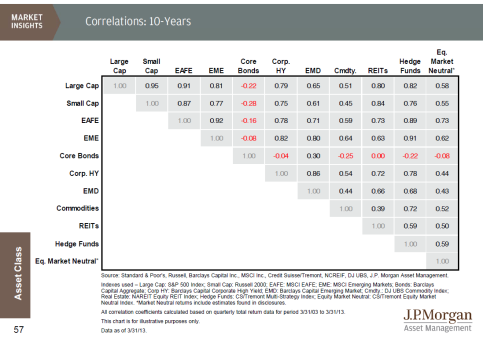 MARKET
INSIGHTS
Correlations: 10-Years
Large Cap Small Cap EAFE EME Core Bonds Corp. HY EMD Cmdty. REITs Hedge Funds Eq. Market Neutral*
Large Cap 1.00 0.95 0.91 0.81 -0.22 0.79 0.65 0.51 0.80 0.82 0.58
Small Cap 1.00 0.87 0.77 -0.28 0.75 0.61 0.45 0.84 0.76 0.55
EAFE 1.00 0.92 -0.16 0.78 0.71 0.59 0.73 0.89 0.73
EME 1.00 -0.08 0.82 0.80 0.64 0.63 0.91 0.62
Core Bonds 1.00 -0.04 0.30 -0.25 0.00 -0.22 -0.08
Corp. HY 1.00 0.86 0.54 0.72 0.78 0.44
EMD 1.00 0.44 0.66 0.68 0.43
Commodities 1.00 0.39 0.72 0.52
REITs 1.00 0.59 0.50
Hedge Funds 1.00 0.59
Eq. Market Neutral* 1.00
Source: Standard & Poor's, Russell, Barclays Capital Inc., MSCI Inc., Credit Suisse/Tremont, NCREIF, DJ UBS, J.P. Morgan Asset Management.
Indexes used – Large Cap: S&P 500 Index; Small Cap: Russell 2000; EAFE: MSCI EAFE; EME: MSCI Emerging Markets; Bonds: Barclays
Capital Aggregate; Corp HY: Barclays Capital Corporate High Yield; EMD: Barclays Capital Emerging Market; Cmdty.: DJ UBS Commodity Index;
Real Estate: NAREIT Equity REIT Index; Hedge Funds: CS/Tremont Multi-Strategy Index; Equity Market Neutral: CS/Tremont Equity Market
Neutral Index. *Market Neutral returns include estimates found in disclosures.
All correlation coefficients calculated based on quarterly total return data for period 3/31/03 to 3/31/13.
This chart is for illustrative purposes only.
Data as of 3/31/13.
Asset Class
57
J.P.Morgan
Asset Management